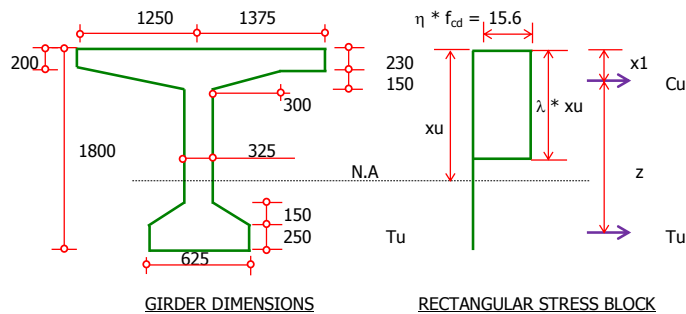 1250 1375
η * fcd = 15.6
200
230
150
x1
Cu
300
xu
λ * xu
1800
325
N.A
z
150
250
Tu
Tu
625
GIRDER DIMENSIONS
RECTANGULAR STRESS BLOCK